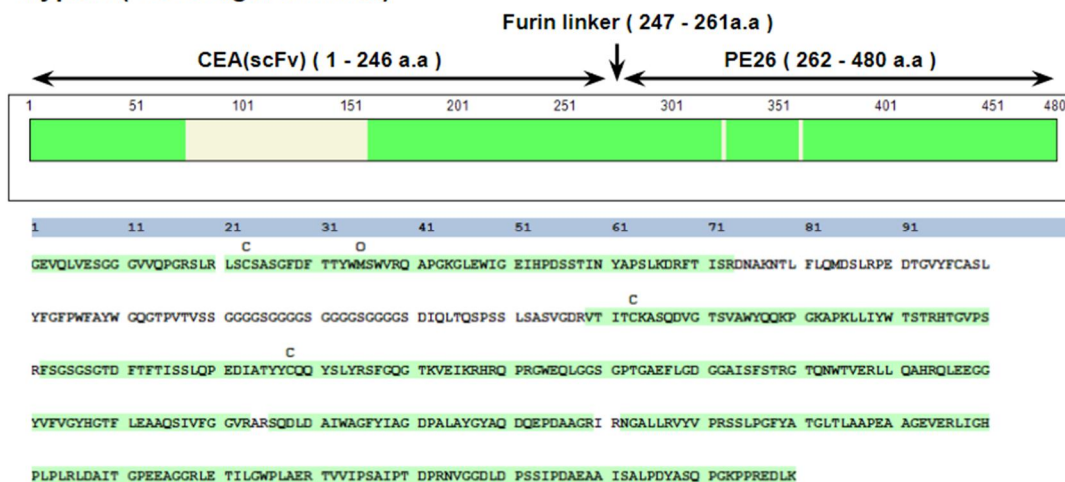 Furin linker ( 247 - 261a.a )
CEA(scFv) ( 1 - 246 a.a )
PE26 ( 262 - 480 a.a )
1 51 101 151 201 251 301 351 401 451 480
1 11 21 31 41 51 61 71 81 91
C O
GEVQLVESGG GVVQPGRSLR LSCSASGFDF TTYWMSWVRQ APGKGLEWIG EIHPDSSTIN YAPSLKDRFT ISRDNAKNTL FLQMDSLRPE DTGVYFCASL
C
YFGFPWFAYW GQGTPVTVSS GGGGSGGGGS GGGGSGGGGS DIQLTQSPSS LSASVGDRVT ITCKASQDVG TSVAWYQQKP GKAPKLLIYW TSTRHTGVPS
C
RFSGSGSGTD FTFTISSLQP EDIATYYCQQ YSLYRSFGQG TKVEIKRHRQ PRGWEQLGGS GPTGAEFLGD GGAISFSTRG TQNWTVERLL QAHRQLEEGG
YVFVGYHGTF LEAAQSIVFG GVRARSQDLD AIWAGFYIAG DPALAYGYAQ DQEPDAAGRI RNGALLRVYV PRSSLPGFYA TGLTLAAPEA AGEVERLIGH
PLPLRLDAIT GPEEAGGRLE TILGWPLAER TVVIPSAIPT DPRNVGGDLD PSSIPDAEAA ISALPDYASQ PGKPPREDLK